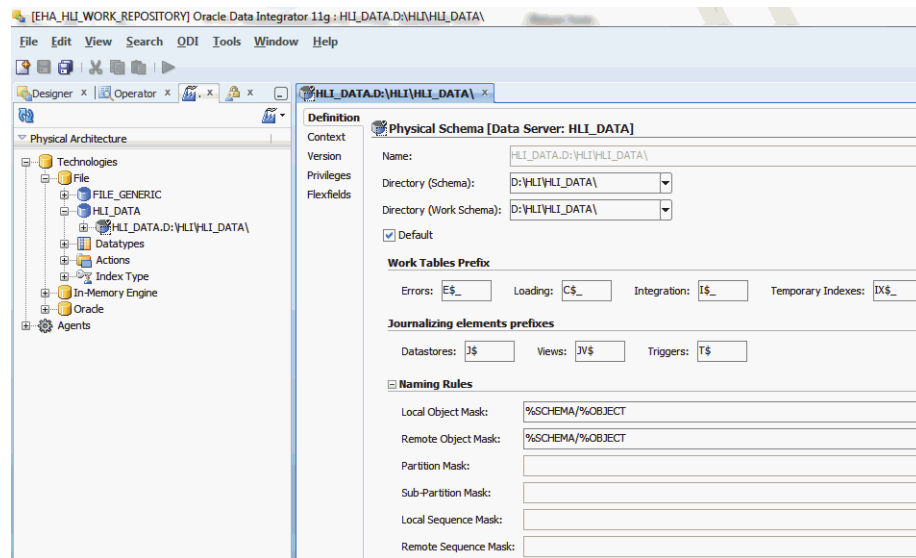 [EHA_HLI_WORK_REPOSITORY] Oracle Data Integrator 11g : HLI_DATA.D:\HLI\HLI_DATA\
File Edit View Search ODI Tools Window Help
Designer x Operator x . x x HLI_DATA.D:\HLI\HLI_DATA\ x
Definition
Physical Schema [Data Server: HLI_DATA]
Physical Architecture
Context
Version
Privileges
Flexfields
Technologies
File
FILE_GENERIC
HLI_DATA
HLI_DATA.D:\HLI\HLI_DATA\
Datatypes
Actions
Index Type
In-Memory Engine
Oracle
Agents
Name: HLI_DATA.D:\HLI\HLI_DATA\
Directory (Schema): D:\HLI\HLI_DATA\
Directory (Work Schema): D:\HLI\HLI_DATA\
Default
Work Tables Prefix
Errors: E$_ Loading: C$_ Integration: I$_ Temporary Indexes: IX$_
Journalizing elements prefixes
Datastores: J$ Views: JV$ Triggers: T$
Naming Rules
Local Object Mask: %SCHEMA/%OBJECT
Remote Object Mask: %SCHEMA/%OBJECT
Partition Mask:
Sub-Partition Mask:
Local Sequence Mask:
Remote Sequence Mask: